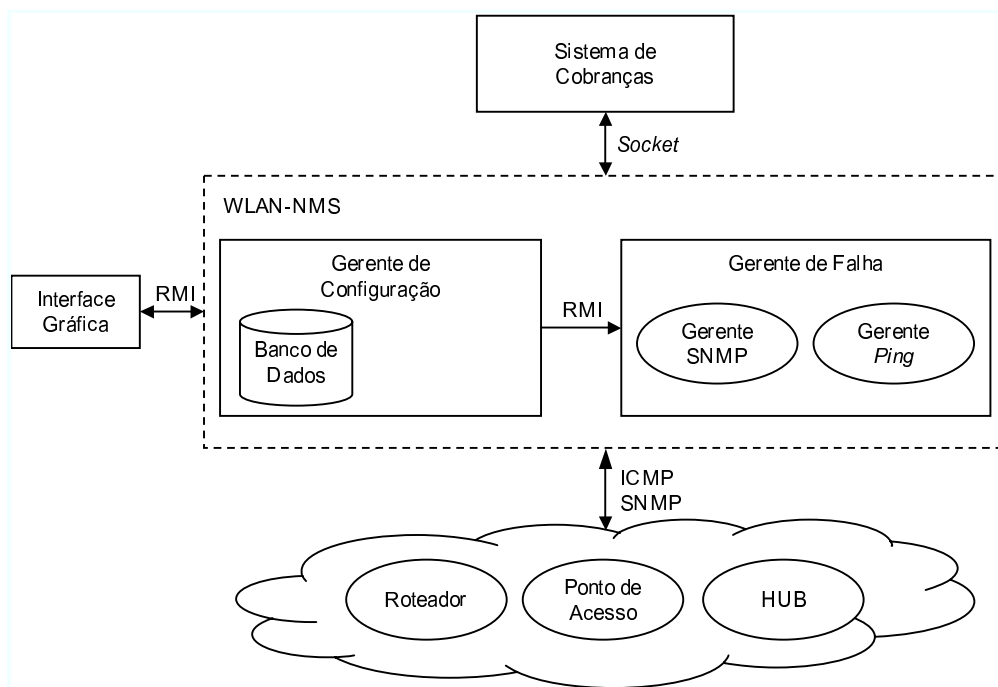 Sistema de
Cobranças
Socket
WLAN-NMS
Gerente de
Configuração
Gerente de Falha
RMI
Interface
Gráfica
RMI
Banco de
Dados
Gerente
SNMP
Gerente
Ping
ICMP
SNMP
Roteador
Ponto de
Acesso
HUB